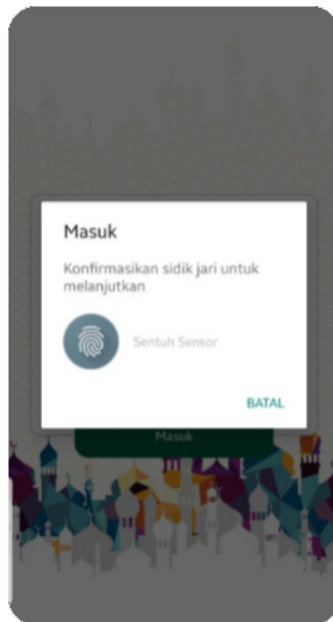 Masuk
Konfirmasikan sidik jari untuk
melanjutkan
Sentuh Sensor
BATAL
Masuk